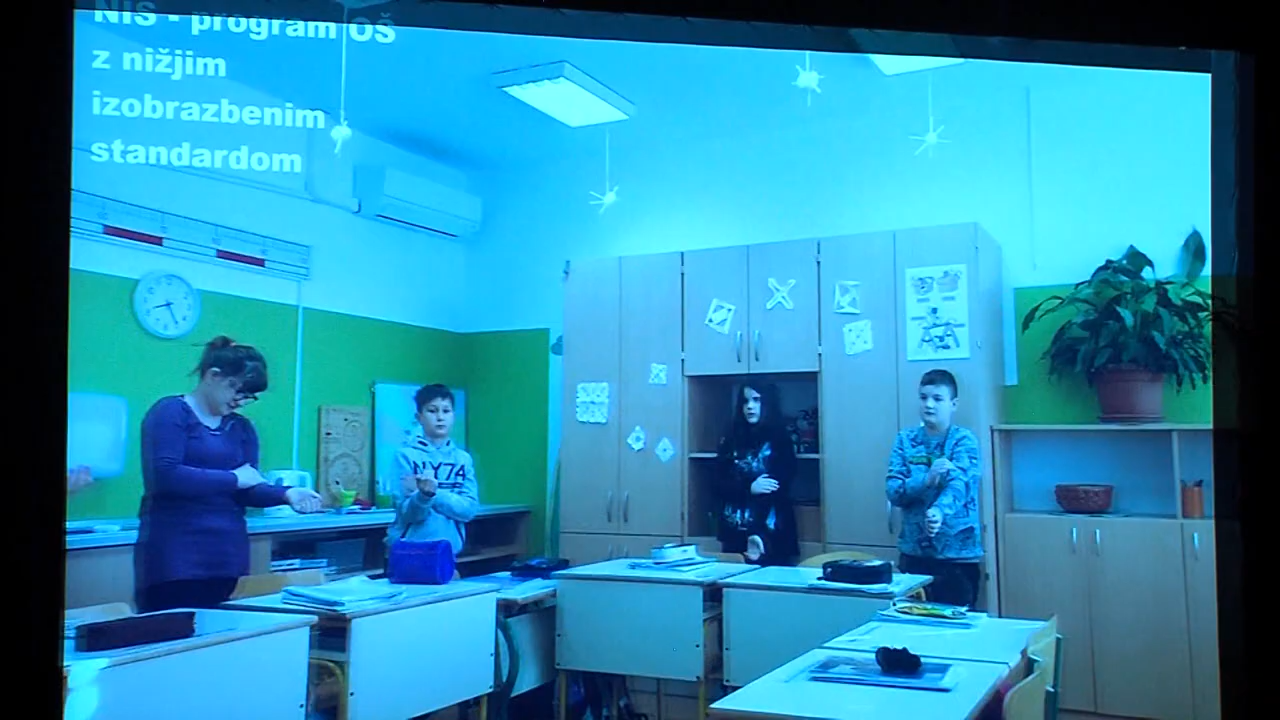 NIS - program OŠ
z nižjim
izobrazbenim
standardom
NY74